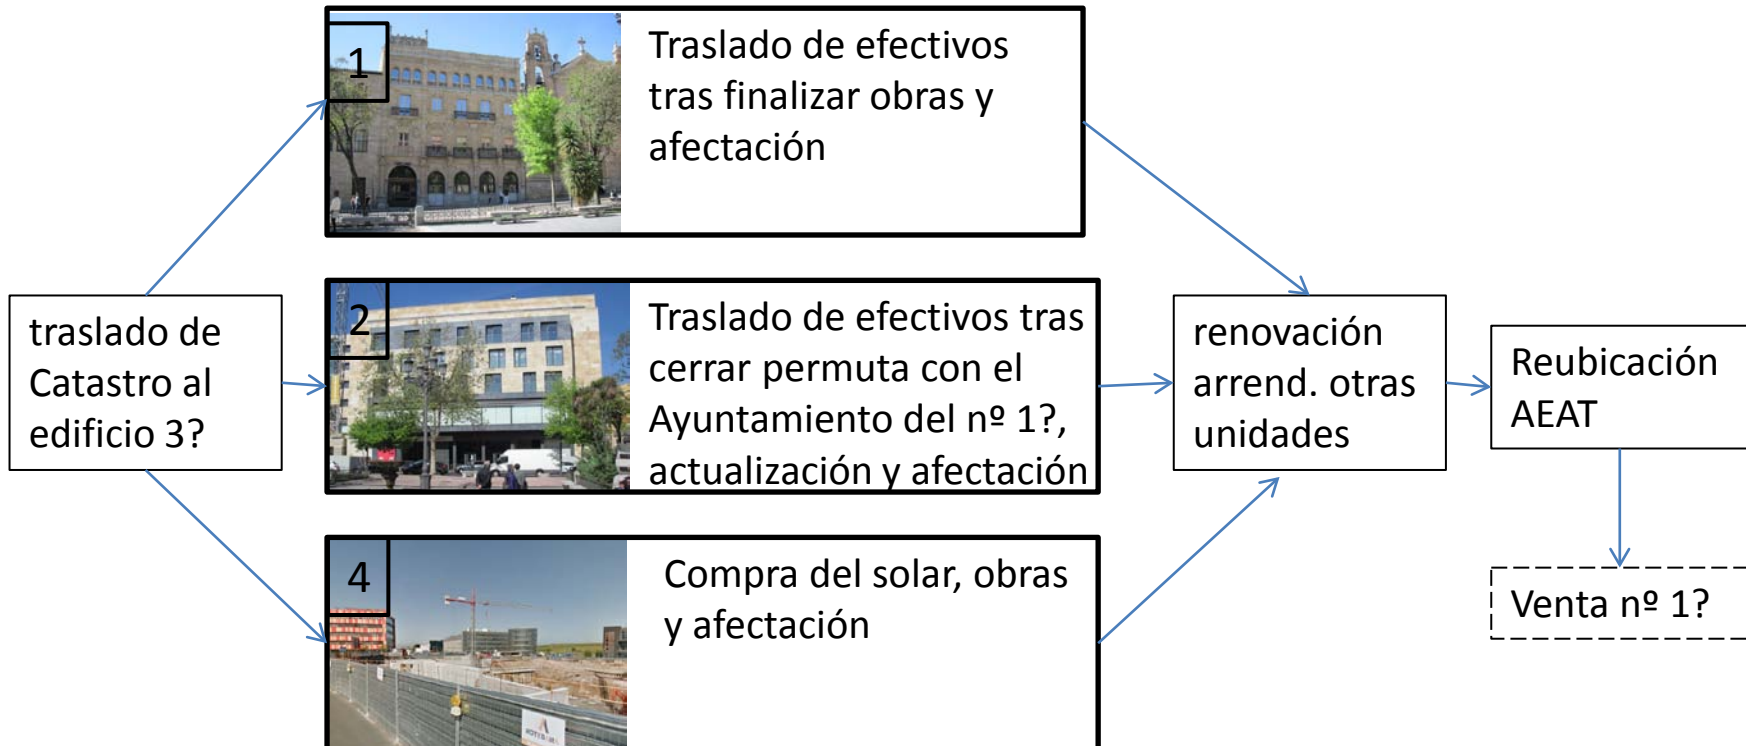 traslado de
Catastro al
edificio 3?
1
Traslado de efectivos
tras finalizar obras y
afectación
2
Traslado de efectivos tras
cerrar permuta con el
Ayuntamiento del nº 1?,
actualización y afectación
4
Compra del solar, obras
y afectación
renovación
arrend. otras
unidades
Reubicación
AEAT
Venta nº 1?